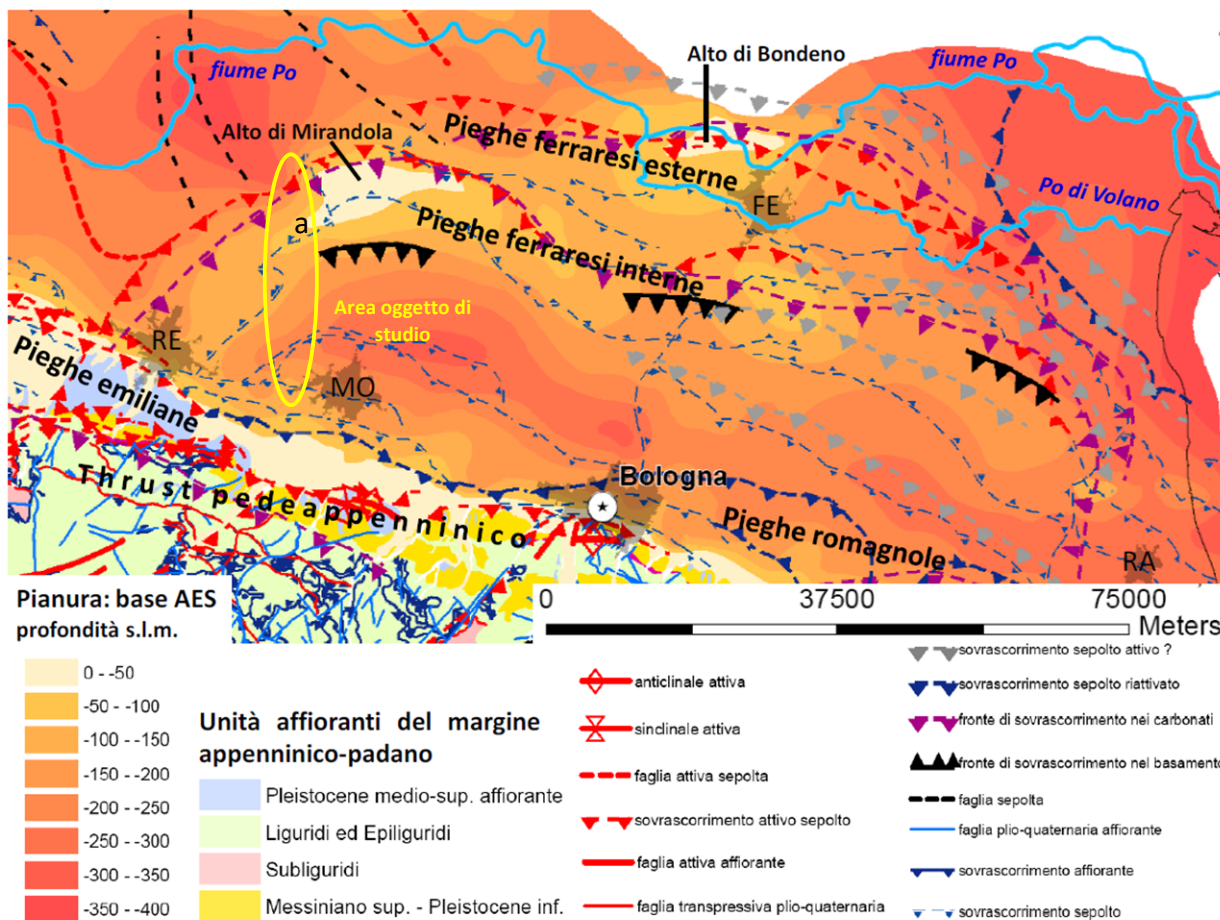 fiume Po
Alto di Bondeno
fiume Po
Alto di Mirandola
Pieghe ferraresi esterne
FE
Po di Volano
a
Pieghe ferraresi interne
Area oggetto di
studio
RE
MO
Pieghe emiliane
Thrust pedeappenninico
Bologna
Pieghe romagnole
RA
Pianura: base AES
profondità s.l.m.
0 37500 75000
Meters
0 - -50
-50 - -100
-100 - -150
-150 - -200
-200 - -250
-250 - -300
-300 - -350
-350 - -400
Unità affioranti del margine
appenninico-padano
Pleistocene medio-sup. affiorante
Liguridi ed Epiliguridi
Subliguridi
Messiniano sup. - Pleistocene inf.
anticlinale attiva
sinclinale attiva
faglia attiva sepolta
sovrascorrimento attivo sepolto
faglia attiva affiorante
faglia transpressiva plio-quaternaria
sovrascorrimento sepolto attivo ?
sovrascorrimento sepolto riattivato
fronte di sovrascorrimento nei carbonati
fronte di sovrascorrimento nel basamento
faglia sepolta
faglia plio-quaternaria affiorante
sovrascorrimento affiorante
sovrascorrimento sepolto